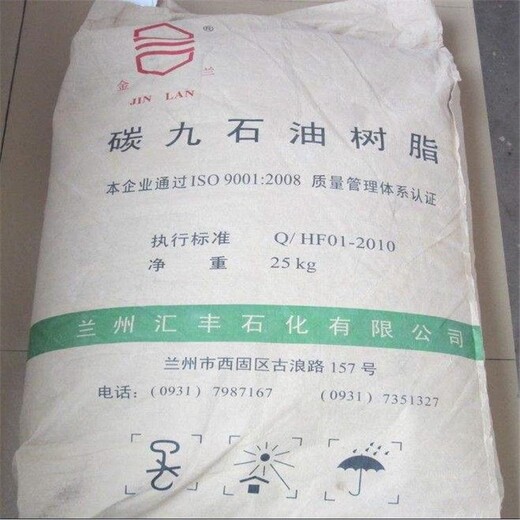 ®
金 兰
JIN LAN
碳九石油树脂
本企业通过ISO 9001:2008 质量管理体系认证
执行标准 Q/HF01-2010
净 重 25kg
兰州汇丰石化有限公司
兰州市西固区古浪路157号
电话：(0931) 7987167 (0931) 7351327